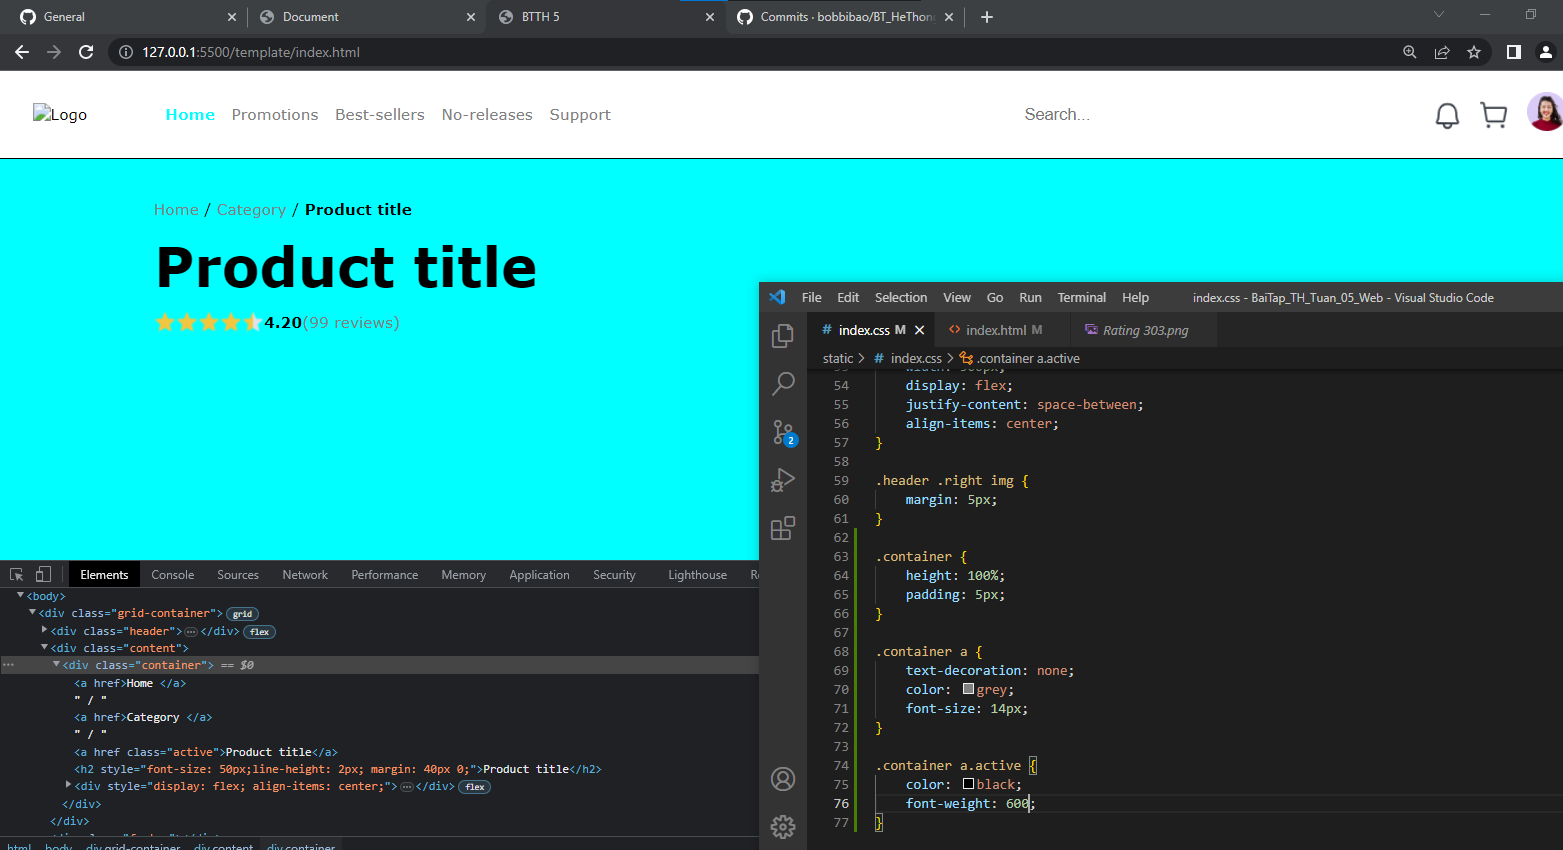 General
Document
BTTH 5
Commits · bobbibao/BT_HeThon
127.0.0.1:5500/template/index.html
Logo
Home
Promotions
Best-sellers
No-releases
Support
Search...
Home / Category / Product title
Product title
4.20(99 reviews)
File Edit Selection View Go Run Terminal Help
index.css - BaiTap_TH_Tuan_05_Web - Visual Studio Code
# index.css M
<> index.html M
Rating 303.png
static > # index.css > .container a.active
54 display: flex;
55 justify-content: space-between;
56 align-items: center;
57 }
58
59 .header .right img {
60 margin: 5px;
61 }
62
63 .container {
64 height: 100%;
65 padding: 5px;
66 }
67
68 .container a {
69 text-decoration: none;
70 color: grey;
71 font-size: 14px;
72 }
73
74 .container a.active {
75 color: black;
76 font-weight: 600;
77 }
2
Elements Console Sources Network Performance Memory Application Security Lighthouse
<body>
<div class="grid-container"> grid
<div class="header">…</div> flex
<div class="content">
… <div class="container"> == $0
<a href>Home </a>
" / "
<a href>Category </a>
" / "
<a href class="active">Product title</a>
<h2 style="font-size: 50px;line-height: 2px; margin: 40px 0;">Product title</h2>
<div style="display: flex; align-items: center;">…</div> flex
</div>
</div>
html body div.grid-container div.content div.container